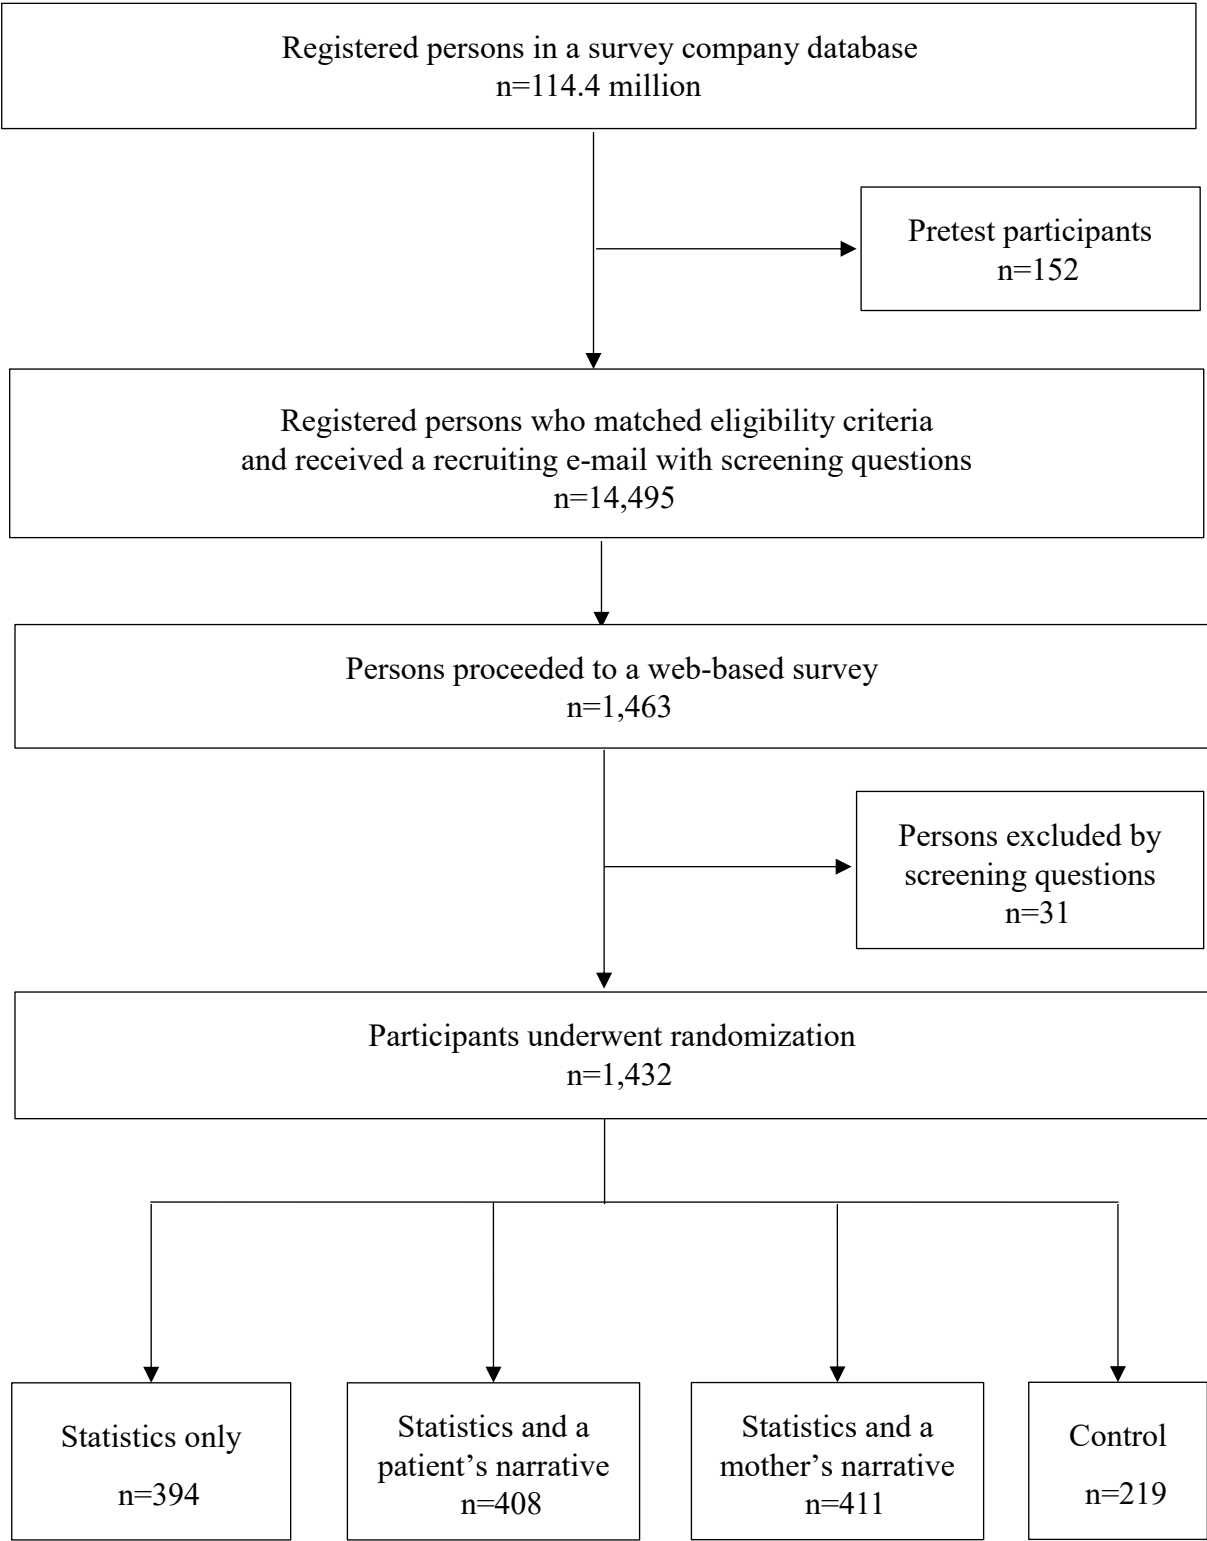 Registered persons in a survey company database
n=114.4 million
Pretest participants
n=152
Registered persons who matched eligibility criteria
and received a recruiting e-mail with screening questions
n=14,495
Persons proceeded to a web-based survey
n=1,463
Persons excluded by
screening questions
n=31
Participants underwent randomization
n=1,432
Statistics only
n=394
Statistics and a
patient’s narrative
n=408
Statistics and a
mother’s narrative
n=411
Control
n=219